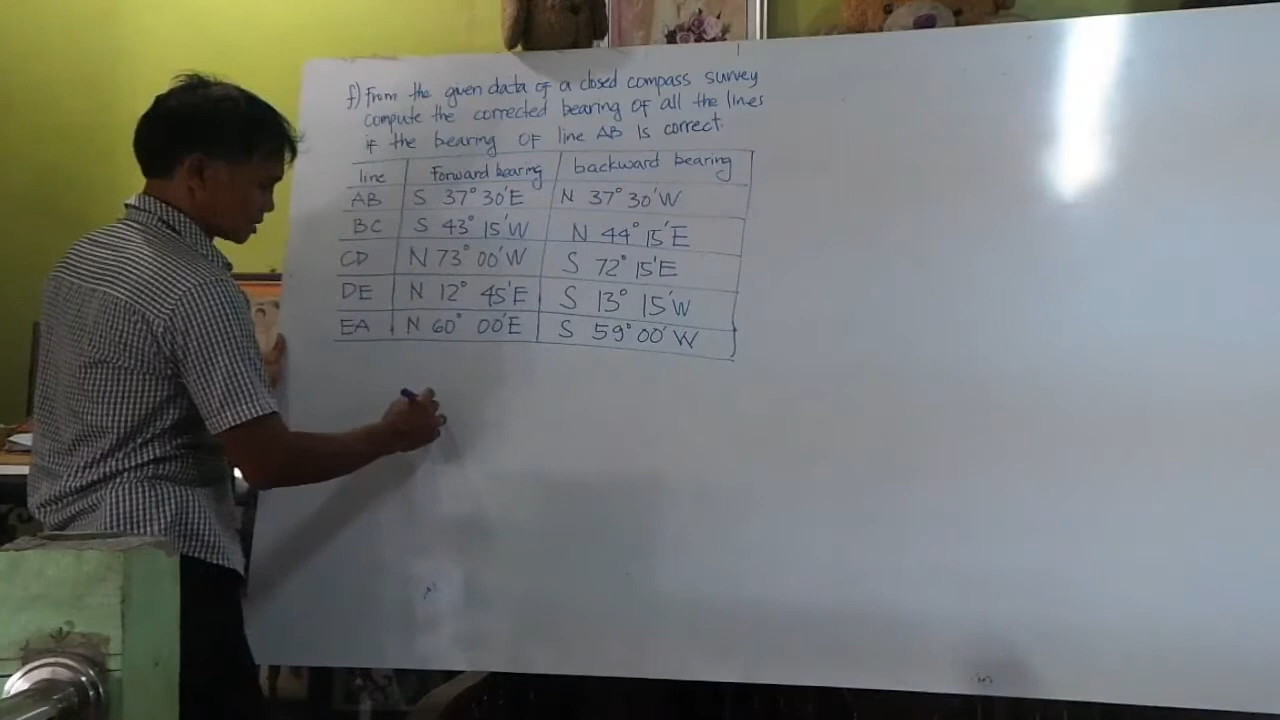 f) From the given data of a closed compass survey
compute the corrected bearing of all the lines
if the bearing of line AB is correct.
line Forward bearing backward bearing
AB S 37° 30'E N 37° 30'W
BC S 43° 15'W N 44° 15'E
CD N 73° 00'W S 72° 15'E
DE N 12° 45'E S 13° 15'W
EA N 60° 00'E S 59° 00'W